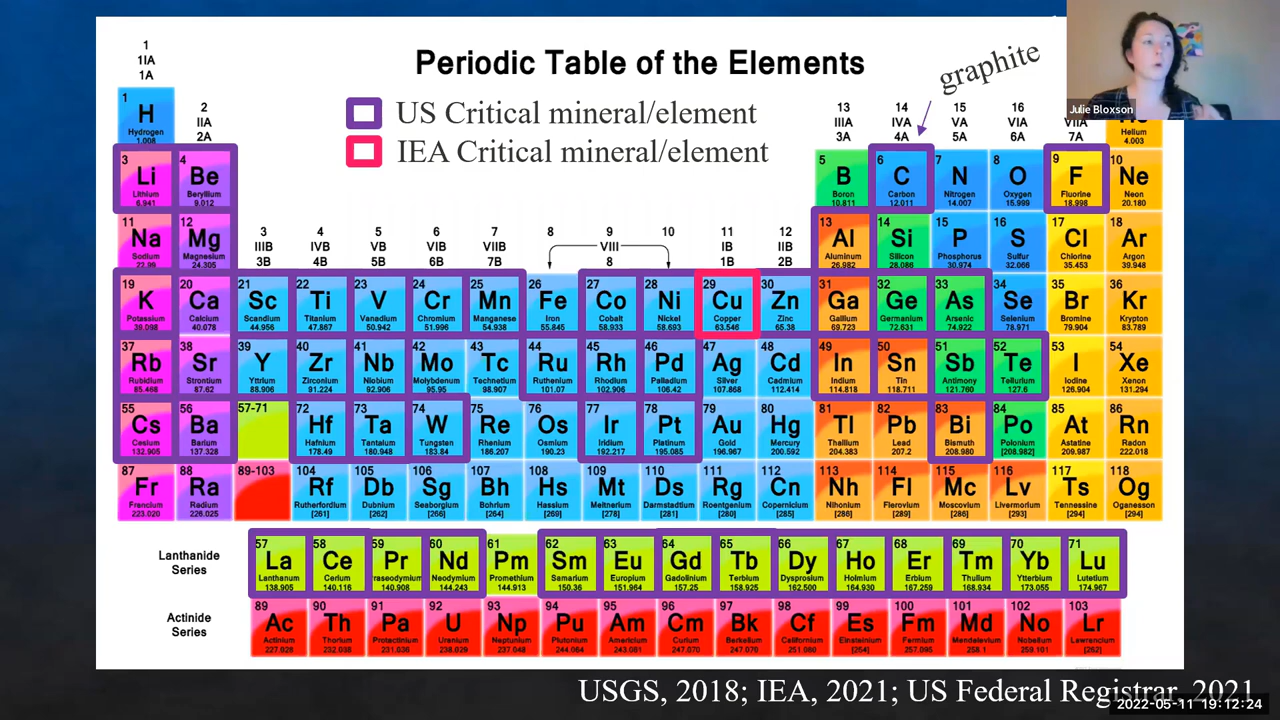 Periodic Table of the Elements
graphite
US Critical mineral/element
IEA Critical mineral/element
Julie Bloxson
1 2 13 14 15 16
1IA IIA IIIA IVA VA VIA VIIA
1A 2A 3A 4A 5A 6A 7A
1 H Hydrogen 1.008 Helium 4.003
3 Li Lithium 6.941 4 Be Beryllium 9.012 5 B Boron 10.811 6 C Carbon 12.011 7 N Nitrogen 14.007 8 O Oxygen 15.999 9 F Fluorine 18.998 10 Ne Neon 20.180
11 Na Sodium 22.99 12 Mg Magnesium 24.305 13 Al Aluminum 26.982 14 Si Silicon 28.086 15 P Phosphorus 30.974 16 S Sulfur 32.066 17 Cl Chlorine 35.453 18 Ar Argon 39.948
3 4 5 6 7 8 9 10 11 12
IIIB IVB VB VIB VIIB VIII IB IIB
3B 4B 5B 6B 7B 8 1B 2B
19 K Potassium 39.098 20 Ca Calcium 40.078 21 Sc Scandium 44.956 22 Ti Titanium 47.867 23 V Vanadium 50.942 24 Cr Chromium 51.996 25 Mn Manganese 54.938 26 Fe Iron 55.845 27 Co Cobalt 58.933 28 Ni Nickel 58.693 29 Cu Copper 63.546 30 Zn Zinc 65.38 31 Ga Gallium 69.723 32 Ge Germanium 72.631 33 As Arsenic 74.922 34 Se Selenium 78.971 35 Br Bromine 79.904 36 Kr Krypton 83.789
37 Rb Rubidium 85.468 38 Sr Strontium 87.62 39 Y Yttrium 88.906 40 Zr Zirconium 91.224 41 Nb Niobium 92.906 42 Mo Molybdenum 95.95 43 Tc Technetium 98.907 44 Ru Ruthenium 101.07 45 Rh Rhodium 102.906 46 Pd Palladium 106.42 47 Ag Silver 107.868 48 Cd Cadmium 112.414 49 In Indium 114.818 50 Sn Tin 118.711 51 Sb Antimony 121.760 52 Te Tellurium 127.6 53 I Iodine 126.904 54 Xe Xenon 131.294
55 Cs Cesium 132.905 56 Ba Barium 137.328 57-71 72 Hf Hafnium 178.49 73 Ta Tantalum 180.948 74 W Tungsten 183.84 75 Re Rhenium 186.207 76 Os Osmium 190.23 77 Ir Iridium 192.217 78 Pt Platinum 195.085 79 Au Gold 196.967 80 Hg Mercury 200.592 81 Tl Thallium 204.383 82 Pb Lead 207.2 83 Bi Bismuth 208.980 84 Po Polonium [208.982] 85 At Astatine 209.987 86 Rn Radon 222.018
87 Fr Francium 223.020 88 Ra Radium 226.025 89-103 104 Rf Rutherfordium [261] 105 Db Dubnium [262] 106 Sg Seaborgium [266] 107 Bh Bohrium [264] 108 Hs Hassium [269] 109 Mt Meitnerium [278] 110 Ds Darmstadtium [281] 111 Rg Roentgenium [280] 112 Cn Copernicium [285] 113 Nh Nihonium [286] 114 Fl Flerovium [289] 115 Mc Moscovium [286] 116 Lv Livermorium [293] 117 Ts Tennessine [294] 118 Og Oganesson [294]
Lanthanide Series
57 La Lanthanum 138.905 58 Ce Cerium 140.116 59 Pr raseodymium 140.908 60 Nd Neodymium 144.243 61 Pm Promethium 144.913 62 Sm Samarium 150.36 63 Eu Europium 151.964 64 Gd Gadolinium 157.25 65 Tb Terbium 158.925 66 Dy Dysprosium 162.500 67 Ho Holmium 164.930 68 Er Erbium 167.259 69 Tm Thulium 168.934 70 Yb Ytterbium 173.055 71 Lu Lutetium 174.967
Actinide Series
89 Ac Actinium 227.028 90 Th Thorium 232.038 91 Pa Protactinium 231.036 92 U Uranium 238.029 93 Np Neptunium 237.048 94 Pu Plutonium 244.064 95 Am Americium 243.061 96 Cm Curium 247.070 97 Bk Berkelium 247.070 98 Cf Californium 251.080 99 Es Einsteinium [254] 100 Fm Fermium 257.095 101 Md Mendelevium 258.1 102 No Nobelium 259.101 103 Lr Lawrencium [262]
USGS, 2018; IEA, 2021; US Federal Registrar, 2021
2022-05-11 19:12:24